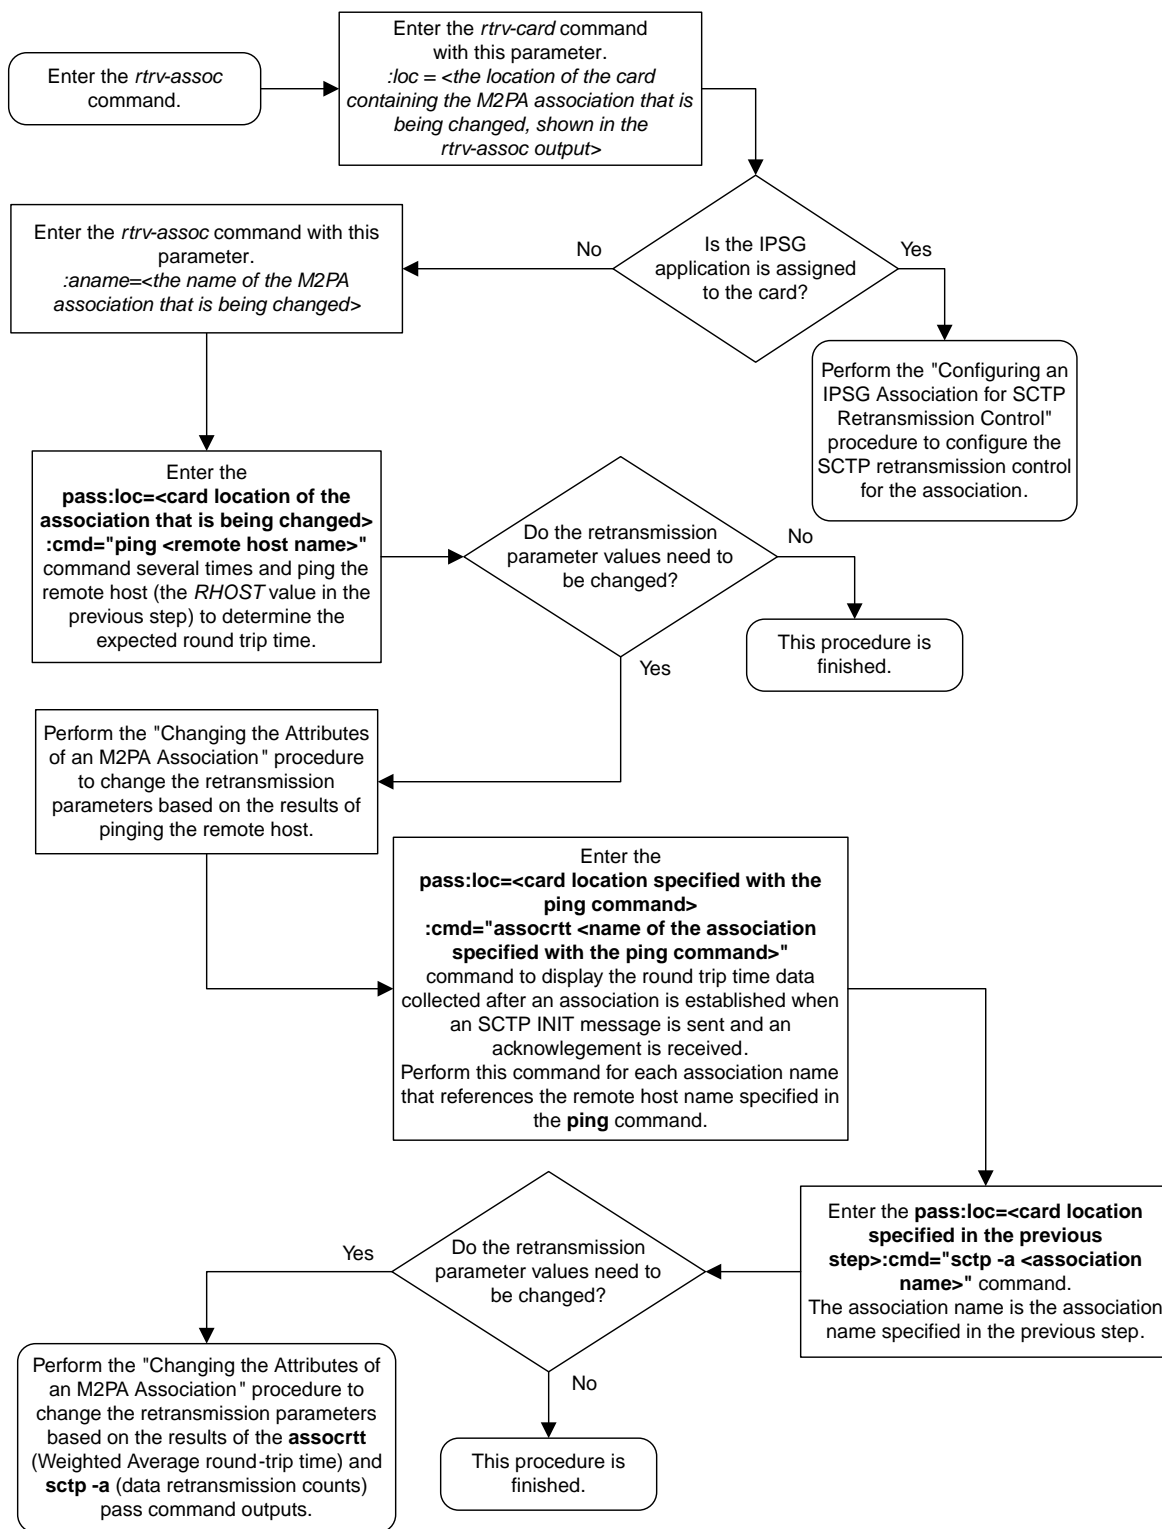 Enter the rtrv-assoc
command.
Enter the rtrv-card command
with this parameter.
:loc = <the location of the card
containing the M2PA association that is
being changed, shown in the
rtrv-assoc output>
Is the IPSG
application is assigned
to the card?
No
Yes
Enter the rtrv-assoc command with this
parameter.
:aname=<the name of the M2PA
association that is being changed>
Perform the "Configuring an
IPSG Association for SCTP
Retransmission Control"
procedure to configure the
SCTP retransmission control
for the association.
Enter the
pass:loc=<card location of the
association that is being changed>
:cmd="ping <remote host name>"
command several times and ping the
remote host (the RHOST value in the
previous step) to determine the
expected round trip time.
Do the retransmission
parameter values need to
be changed?
No
Yes
This procedure is
finished.
Perform the "Changing the Attributes
of an M2PA Association" procedure
to change the retransmission
parameters based on the results of
pinging the remote host.
Enter the
pass:loc=<card location specified with the
ping command>
:cmd="assocrtt <name of the association
specified with the ping command>"
command to display the round trip time data
collected after an association is established when
an SCTP INIT message is sent and an
acknowlegement is received.
Perform this command for each association name
that references the remote host name specified in
the ping command.
Enter the pass:loc=<card location
specified in the previous
step>:cmd="sctp -a <association
name>" command.
The association name is the association
name specified in the previous step.
Do the retransmission
parameter values need to
be changed?
Yes
No
Perform the "Changing the Attributes of
an M2PA Association" procedure to
change the retransmission parameters
based on the results of the assocrtt
(Weighted Average round-trip time) and
sctp -a (data retransmission counts)
pass command outputs.
This procedure is
finished.